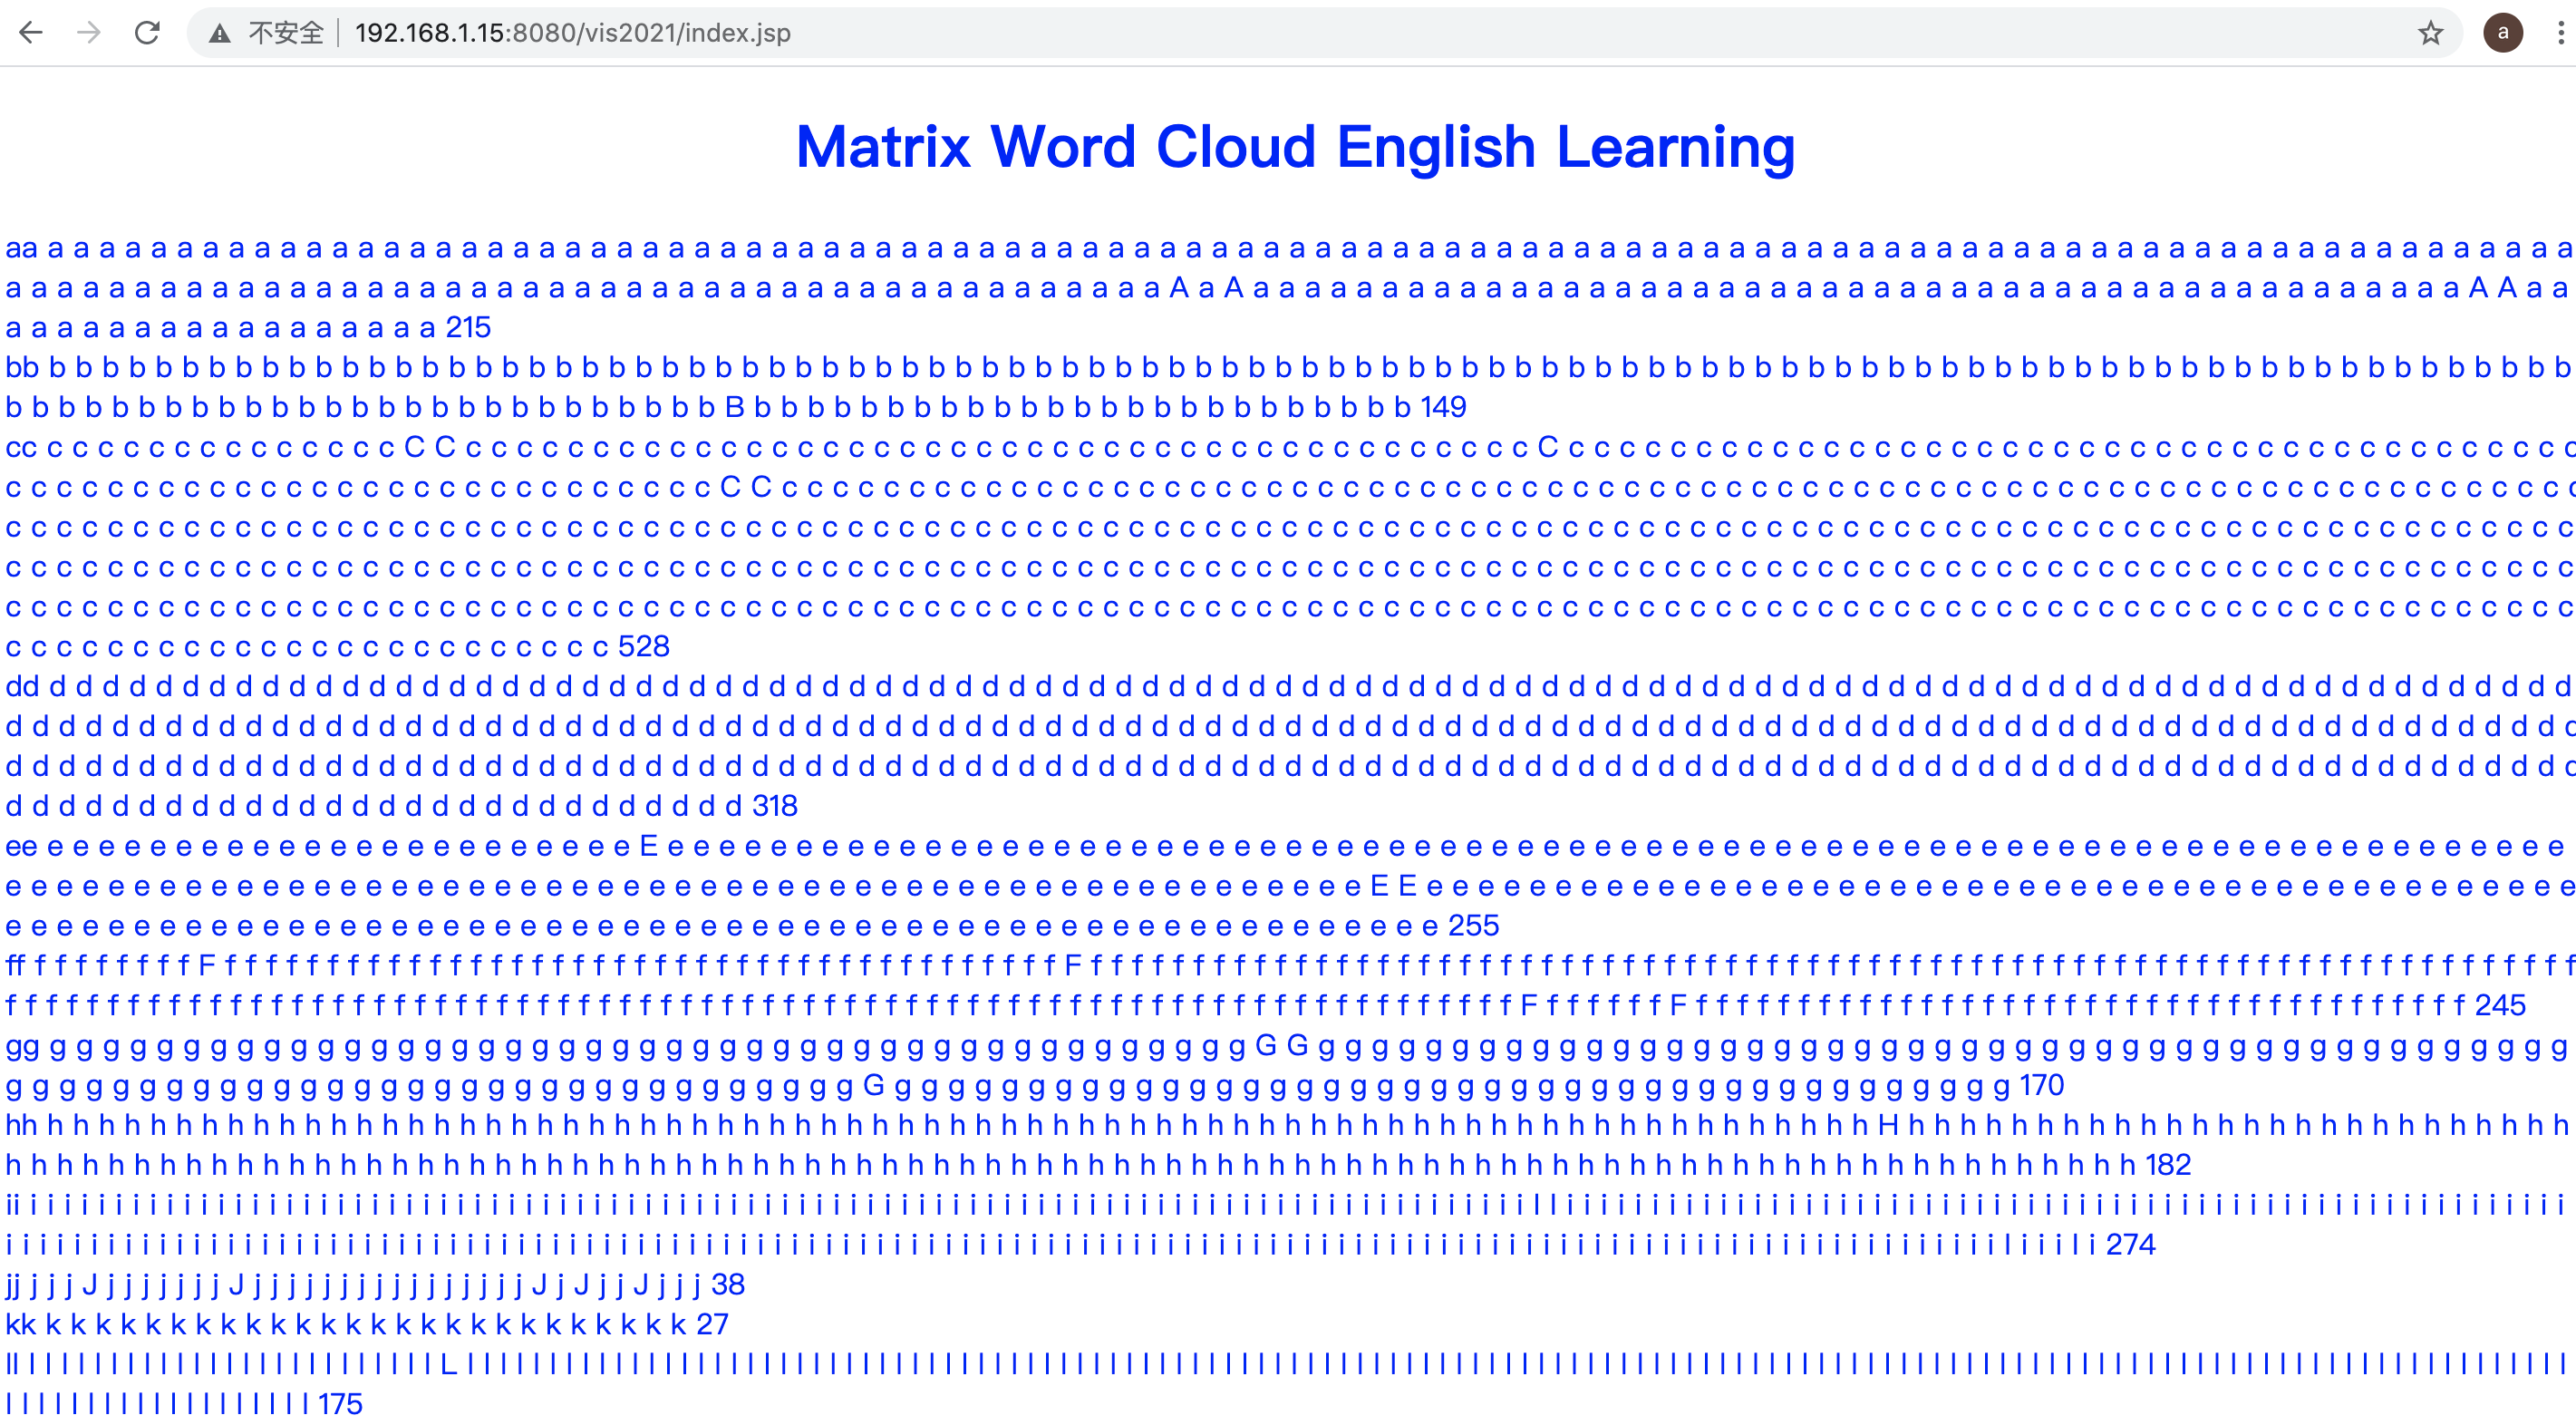 Matrix Word Cloud English Learning
不安全 192.168.1.15:8080/vis2021/index.jsp
a
aa a a a a a a a a a a a a a a a a a a a a a a a a a a a a a a a a a a a a a a a a a a a a a a a a a a a a a a a a a a a a a a a a a a a a a a a a a a a a a a a a a a a a a a a a a a a a a a a a a a
a a a a a a a a a a a a a a a a a a a a a a a a a a a a a a a a a a a a a a a a a a a a a A a A a a a a a a a a a a a a a a a a a a a a a a a a a a a a a a a a a a a a a a a a a a a a a a a A A a a
a a a a a a a a a a a a a a a a a 215
bb b b b b b b b b b b b b b b b b b b b b b b b b b b b b b b b b b b b b b b b b b b b b b b b b b b b b b b b b b b b b b b b b b b b b b b b b b b b b b b b b b b b b b b b b b b b b b b
b b b b b b b b b b b b b b b b b b b b b b b b b b b B b b b b b b b b b b b b b b b b b b b b b b b b b 149
cc c c c c c c c c c c c c c c C C c c c c c c c c c c c c c c c c c c c c c c c c c c c c c c c c c c c c c c c c c c C c c c c c c c c c c c c c c c c c c c c c c c c c c c c c c c c c c c c c c c c
c c c c c c c c c c c c c c c c c c c c c c c c c c c c C C c c c c c c c c c c c c c c c c c c c c c c c c c c c c c c c c c c c c c c c c c c c c c c c c c c c c c c c c c c c c c c c c c c c c c c c c
c c c c c c c c c c c c c c c c c c c c c c c c c c c c c c c c c c c c c c c c c c c c c c c c c c c c c c c c c c c c c c c c c c c c c c c c c c c c c c c c c c c c c c c c c c c c c c c c c c c c c
c c c c c c c c c c c c c c c c c c c c c c c c c c c c c c c c c c c c c c c c c c c c c c c c c c c c c c c c c c c c c c c c c c c c c c c c c c c c c c c c c c c c c c c c c c c c c c c c c c c c c
c c c c c c c c c c c c c c c c c c c c c c c c c c c c c c c c c c c c c c c c c c c c c c c c c c c c c c c c c c c c c c c c c c c c c c c c c c c c c c c c c c c c c c c c c c c c c c c c c c c c c
c c c c c c c c c c c c c c c c c c c c c c c c 528
dd d d d d d d d d d d d d d d d d d d d d d d d d d d d d d d d d d d d d d d d d d d d d d d d d d d d d d d d d d d d d d d d d d d d d d d d d d d d d d d d d d d d d d d d d d d d d d d d
d d d d d d d d d d d d d d d d d d d d d d d d d d d d d d d d d d d d d d d d d d d d d d d d d d d d d d d d d d d d d d d d d d d d d d d d d d d d d d d d d d d d d d d d d d d d d d d d d
d d d d d d d d d d d d d d d d d d d d d d d d d d d d d d d d d d d d d d d d d d d d d d d d d d d d d d d d d d d d d d d d d d d d d d d d d d d d d d d d d d d d d d d d d d d d d d d d d
d d d d d d d d d d d d d d d d d d d d d d d d d d d d 318
ee e e e e e e e e e e e e e e e e e e e e e e e E e e e e e e e e e e e e e e e e e e e e e e e e e e e e e e e e e e e e e e e e e e e e e e e e e e e e e e e e e e e e e e e e e e e e e e e e e e
e e e e e e e e e e e e e e e e e e e e e e e e e e e e e e e e e e e e e e e e e e e e e e e e e e e e e E E e e e e e e e e e e e e e e e e e e e e e e e e e e e e e e e e e e e e e e e e e e e e e
e e e e e e e e e e e e e e e e e e e e e e e e e e e e e e e e e e e e e e e e e e e e e e e e e e e e e e e e 255
ff f f f f f f f f F f f f f f f f f f f f f f f f f f f f f f f f f f f f f f f f f f f f f f f f f f f F f f f f f f f f f f f f f f f f f f f f f f f f f f f f f f f f f f f f f f f f f f f f f f f f f f f f f f f f f f f f f f f f f f f f f f f f f
f f f f f f f f f f f f f f f f f f f f f f f f f f f f f f f f f f f f f f f f f f f f f f f f f f f f f f f f f f f f f f f f f f f f f f f f f f F f f f f f f F f f f f f f f f f f f f f f f f f f f f f f f f f f f f f f f f f f f f f f 245
gg g g g g g g g g g g g g g g g g g g g g g g g g g g g g g g g g g g g g g g g g g g g g g G G g g g g g g g g g g g g g g g g g g g g g g g g g g g g g g g g g g g g g g g g g g g g g g g
g g g g g g g g g g g g g g g g g g g g g g g g g g g g g g g g G g g g g g g g g g g g g g g g g g g g g g g g g g g g g g g g g g g g g g g g g g 170
hh h h h h h h h h h h h h h h h h h h h h h h h h h h h h h h h h h h h h h h h h h h h h h h h h h h h h h h h h h h h h h h h h h h h h h h H h h h h h h h h h h h h h h h h h h h h h h h h h h
h h h h h h h h h h h h h h h h h h h h h h h h h h h h h h h h h h h h h h h h h h h h h h h h h h h h h h h h h h h h h h h h h h h h h h h h h h h h h h h h h h h 182
ii i i i i i i i i i i i i i i i i i i i i i i i i i i i i i i i i i i i i i i i i i i i i i i i i i i i i i i i i i i i i i i i i i i i i i i i i i i i i i i i i i i i i i i i i I I i i i i i i i i i i i i i i i i i i i i i i i i i i i i i i i i i i i i i i i i i i i i i i i i i i i i i i i i i i i
i i i i i i i i i i i i i i i i i i i i i i i i i i i i i i i i i i i i i i i i i i i i i i i i i i i i i i i i i i i i i i i i i i i i i i i i i i i i i i i i i i i i i i i i i i i i i i i i i i i i i i i i i i i i i i i i i i i i i I i i i I i 274
jj j j j J j j j j j j j J j j j j j j j j j j j j j j j j J j J j j J j j j 38
kk k k k k k k k k k k k k k k k k k k k k k k k k k k 27
ll l l l l l l l l l l l l l l l l l l l l l l l l l L l l l l l l l l l l l l l l l l l l l l l l l l l l l l l l l l l l l l l l l l l l l l l l l l l l l l l l l l l l l l l l l l l l l l l l l l l l l l l l l l l l l l l l l l l l l l l l l l l l l l l l l l l l l l l l l l l l l l l l l l l l l l l l l l l l l l
l l l l l l l l l l l l l l l l l l l 175